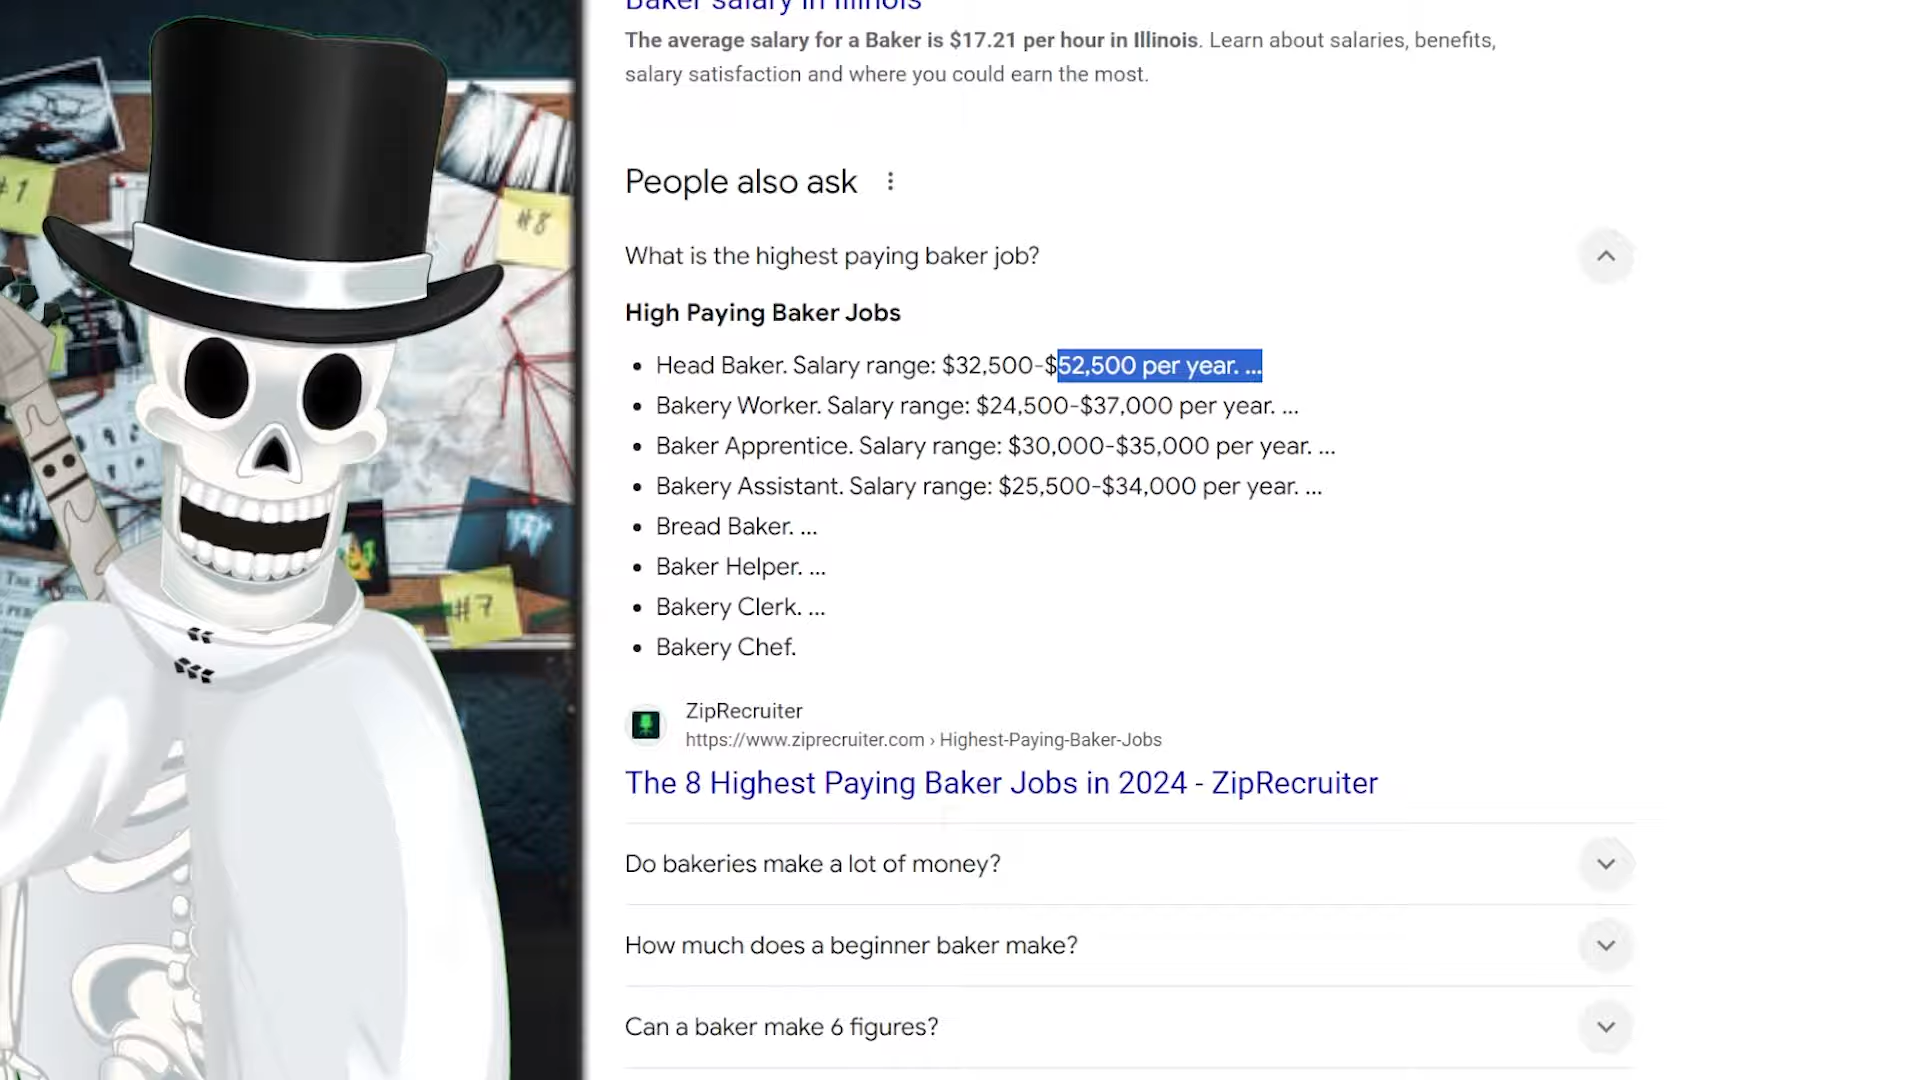 Baker salary in Illinois
The average salary for a Baker is $17.21 per hour in Illinois. Learn about salaries, benefits,
salary satisfaction and where you could earn the most.
People also ask
What is the highest paying baker job?
High Paying Baker Jobs
Head Baker. Salary range: $32,500-$52,500 per year. ...
Bakery Worker. Salary range: $24,500-$37,000 per year. ...
Baker Apprentice. Salary range: $30,000-$35,000 per year. ...
Bakery Assistant. Salary range: $25,500-$34,000 per year. ...
Bread Baker. ...
Baker Helper. ...
Bakery Clerk. ...
Bakery Chef.
ZipRecruiter
https://www.ziprecruiter.com › Highest-Paying-Baker-Jobs
The 8 Highest Paying Baker Jobs in 2024 - ZipRecruiter
Do bakeries make a lot of money?
How much does a beginner baker make?
Can a baker make 6 figures?
#1
#8
#7